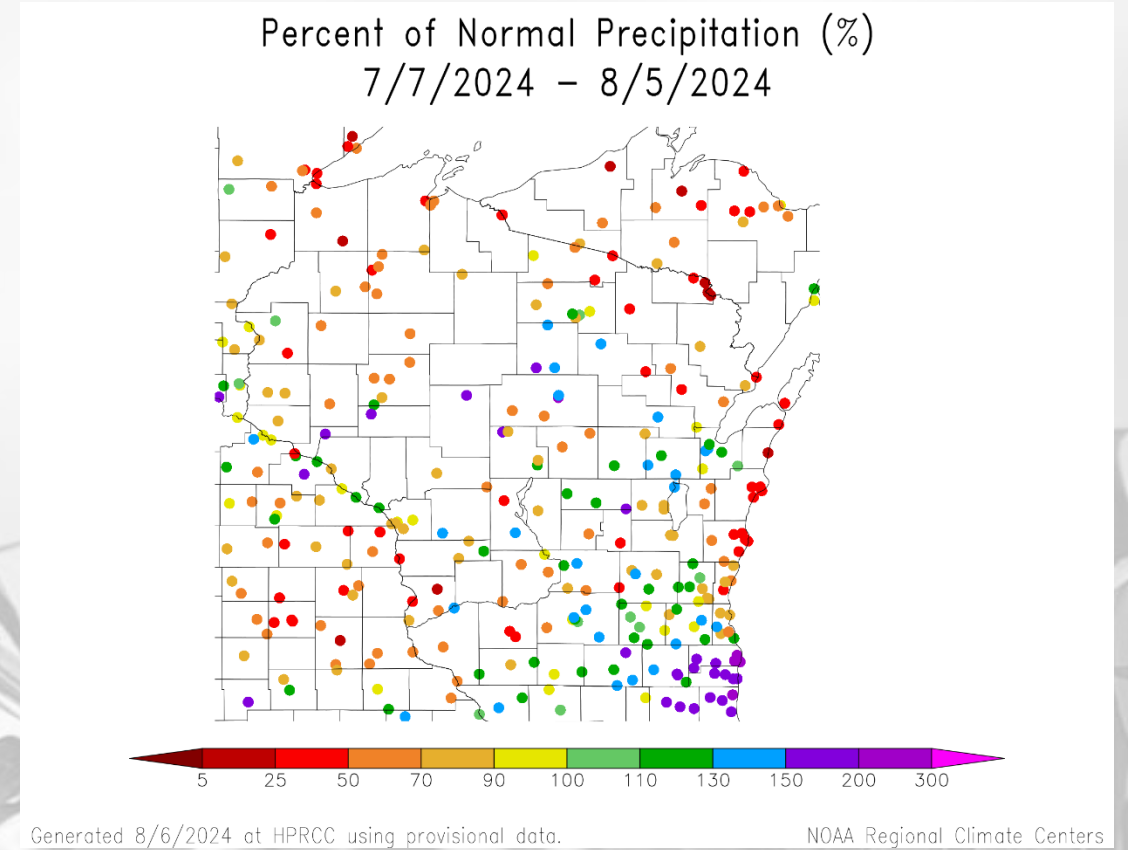 Percent of Normal Precipitation (%)
7/7/2024 – 8/5/2024
5 25 50 70 90 100 110 130 150 200 300
Generated 8/6/2024 at HPRCC using provisional data.
NOAA Regional Climate Centers